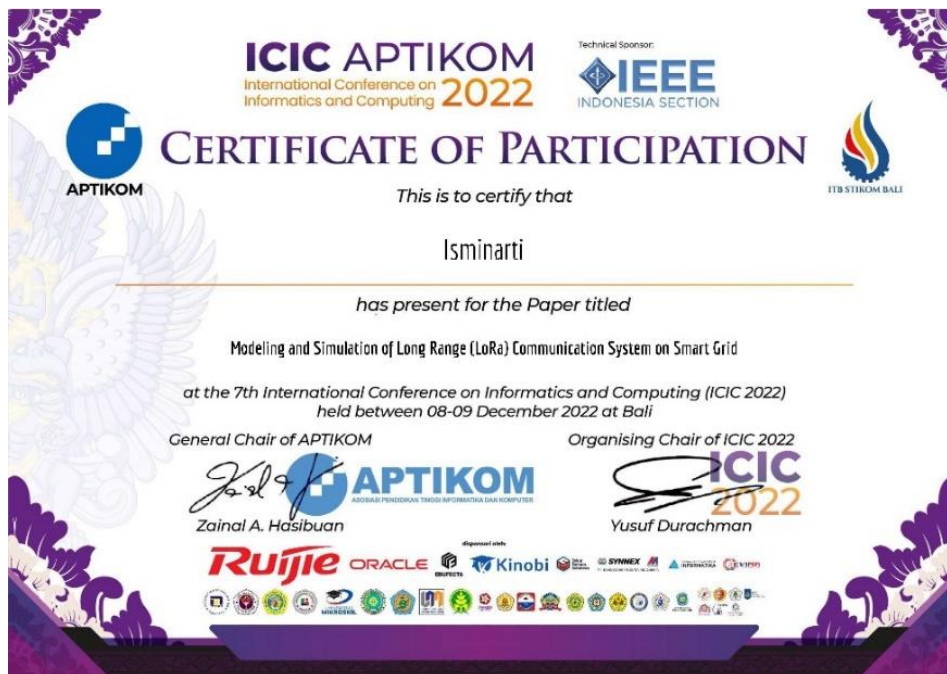 ICIC APTIKOM
International Conference on
Informatics and Computing 2022
Technical Sponsor:
IEEE
INDONESIA SECTION
APTIKOM
CERTIFICATE OF PARTICIPATION
ITB STIKOM BALI
This is to certify that
Isminarti
has present for the Paper titled
Modeling and Simulation of Long Range (LoRa) Communication System on Smart Grid
at the 7th International Conference on Informatics and Computing (ICIC 2022)
held between 08-09 December 2022 at Bali
General Chair of APTIKOM
Organising Chair of ICIC 2022
APTIKOM
ASOSIASI PENDIDIKAN TINGGI INFORMATIKA DAN KOMPUTER
ICIC
2022
Zainal A. Hasibuan
Yusuf Durachman
disponsori oleh:
Ruijie ORACLE EDUFECTA Kinobi SYNNEX
MIKROSKIL